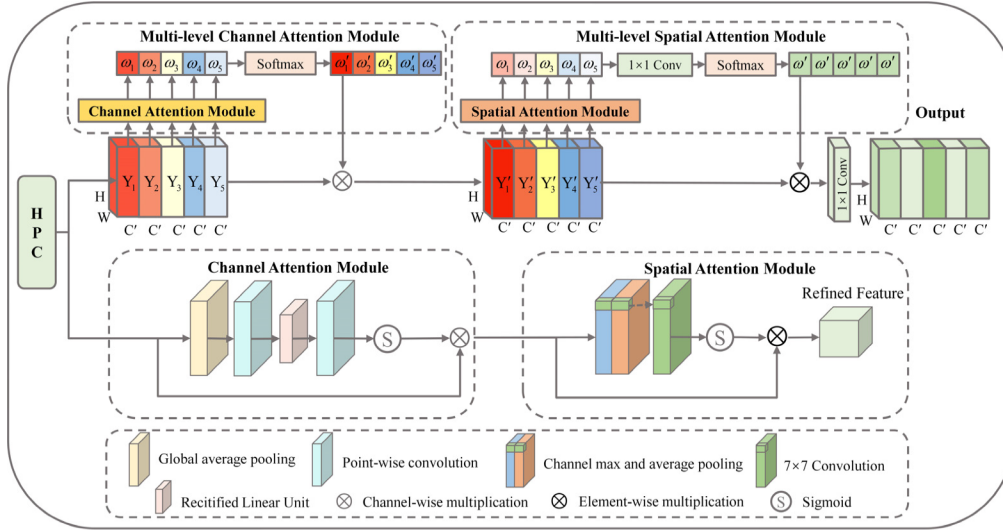 Multi-level Channel Attention Module
ω₁ ω₂ ω₃ ω₄ ω₅ Softmax ω′₁ ω′₂ ω′₃ ω′₄ ω′₅
Channel Attention Module
Multi-level Spatial Attention Module
ω₁ ω₂ ω₃ ω₄ ω₅ 1×1 Conv Softmax ω′ ω′ ω′ ω′ ω′
Spatial Attention Module
Output
HPC
Y₁ Y₂ Y₃ Y₄ Y₅
H
W
C′ C′ C′ C′ C′
Y′₁ Y′₂ Y′₃ Y′₄ Y′₅
H
W
C′ C′ C′ C′ C′
1×1 Conv
H
W
C′ C′ C′ C′ C′
Channel Attention Module
S
Spatial Attention Module
S
Refined Feature
Global average pooling
Point-wise convolution
Channel max and average pooling
7×7 Convolution
Recitified Linear Unit
Channel-wise multiplication
Element-wise multiplication
S Sigmoid